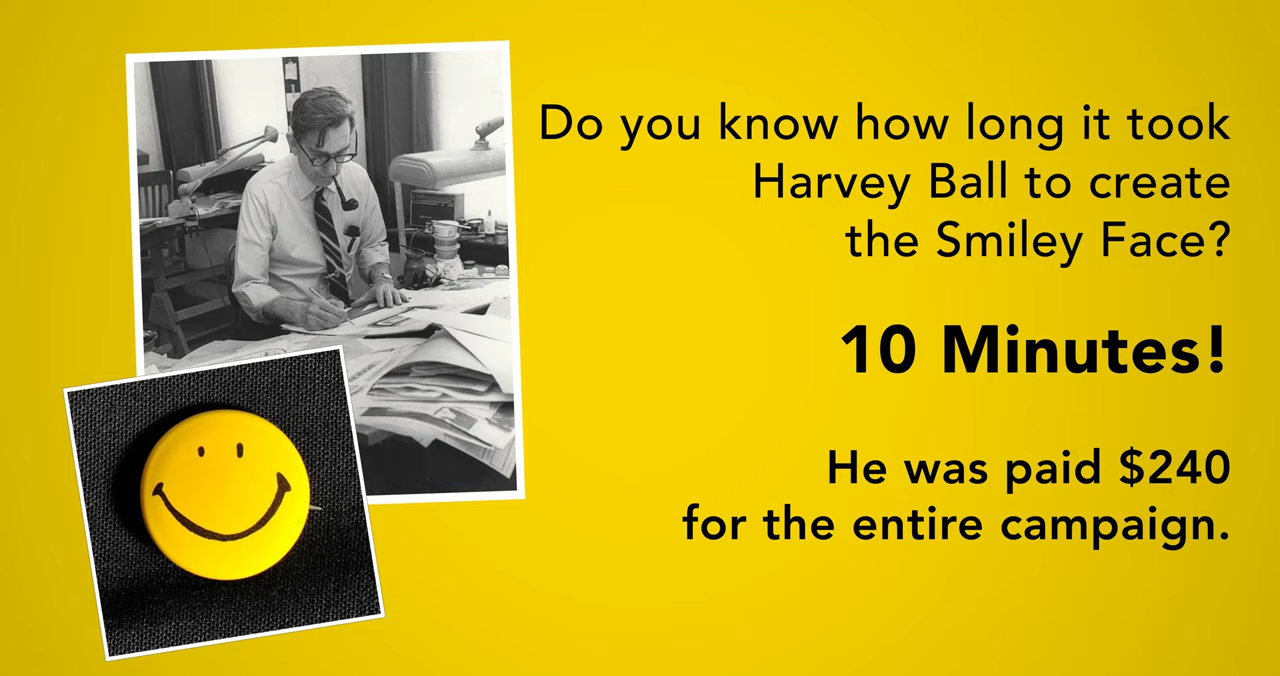 Do you know how long it took
Harvey Ball to create
the Smiley Face?
10 Minutes!
He was paid $240
for the entire campaign.